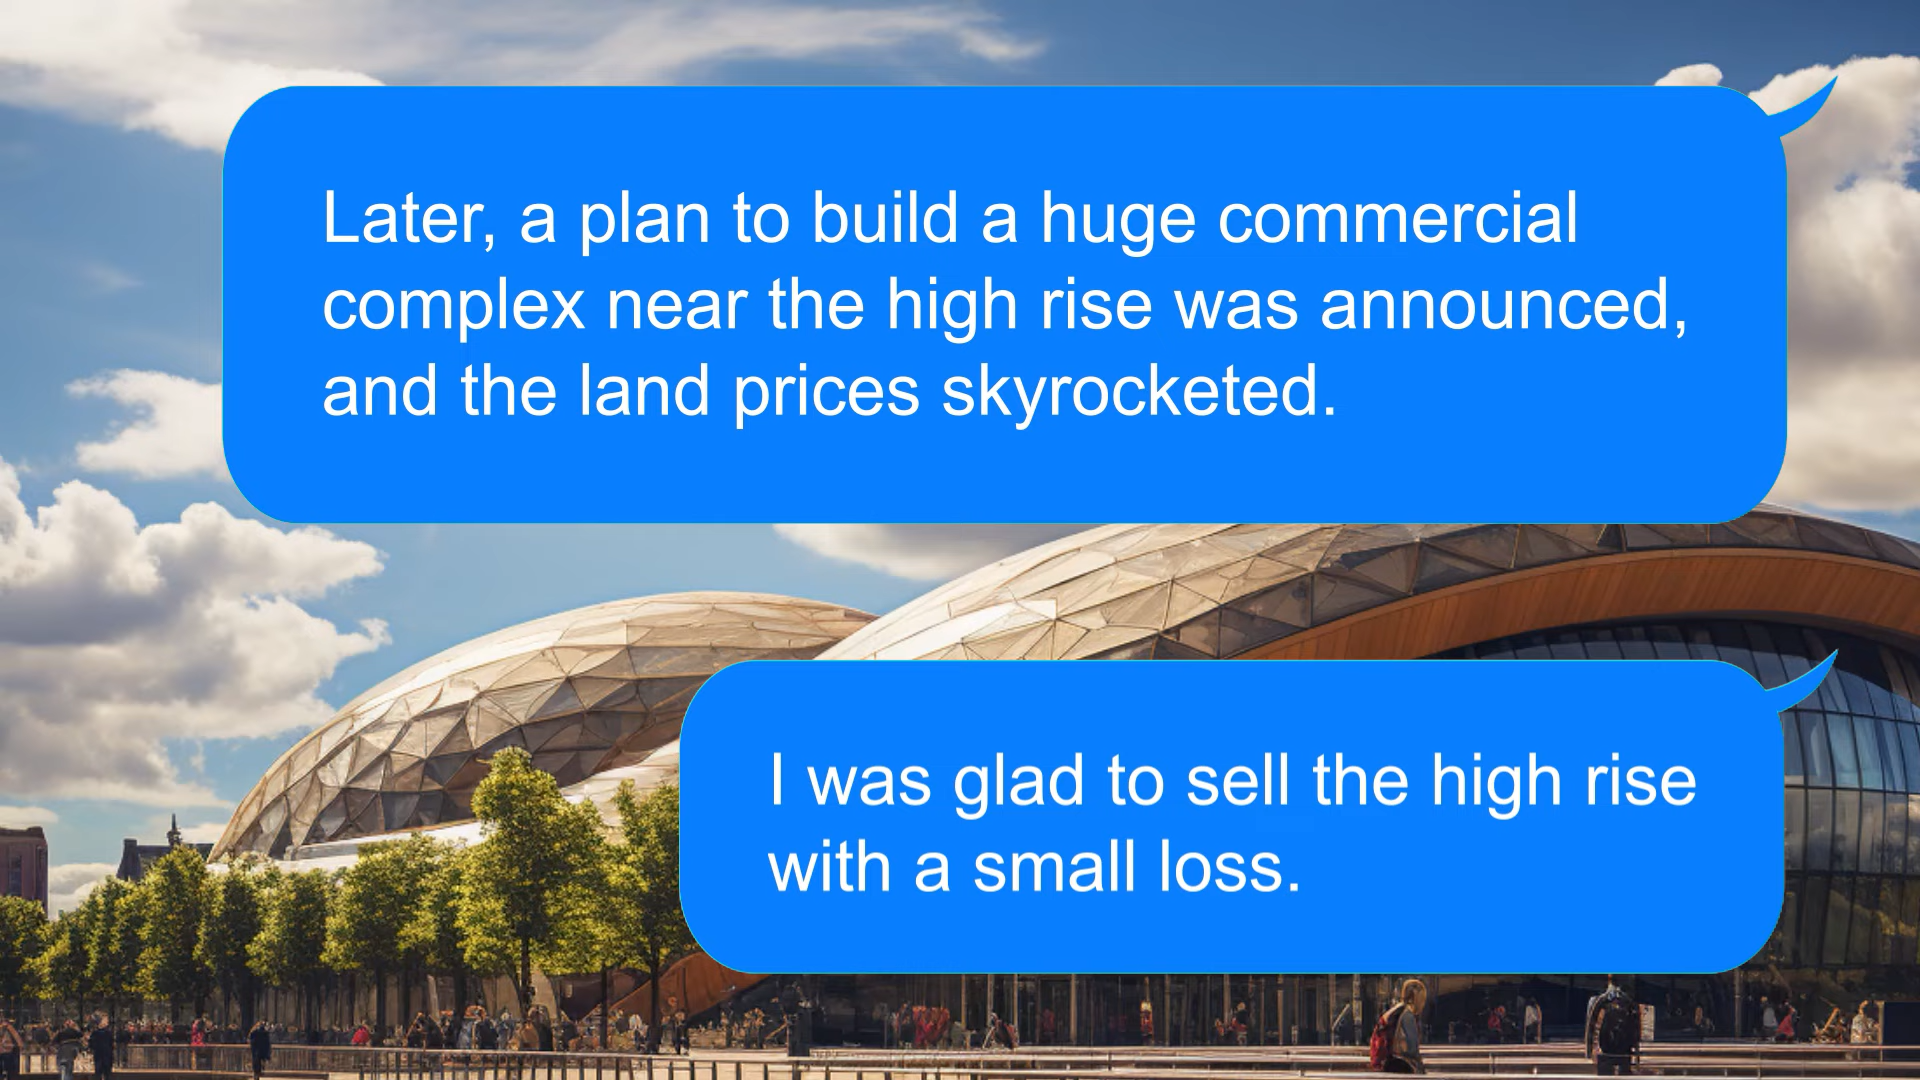 Later, a plan to build a huge commercial
complex near the high rise was announced,
and the land prices skyrocketed.
I was glad to sell the high rise
with a small loss.